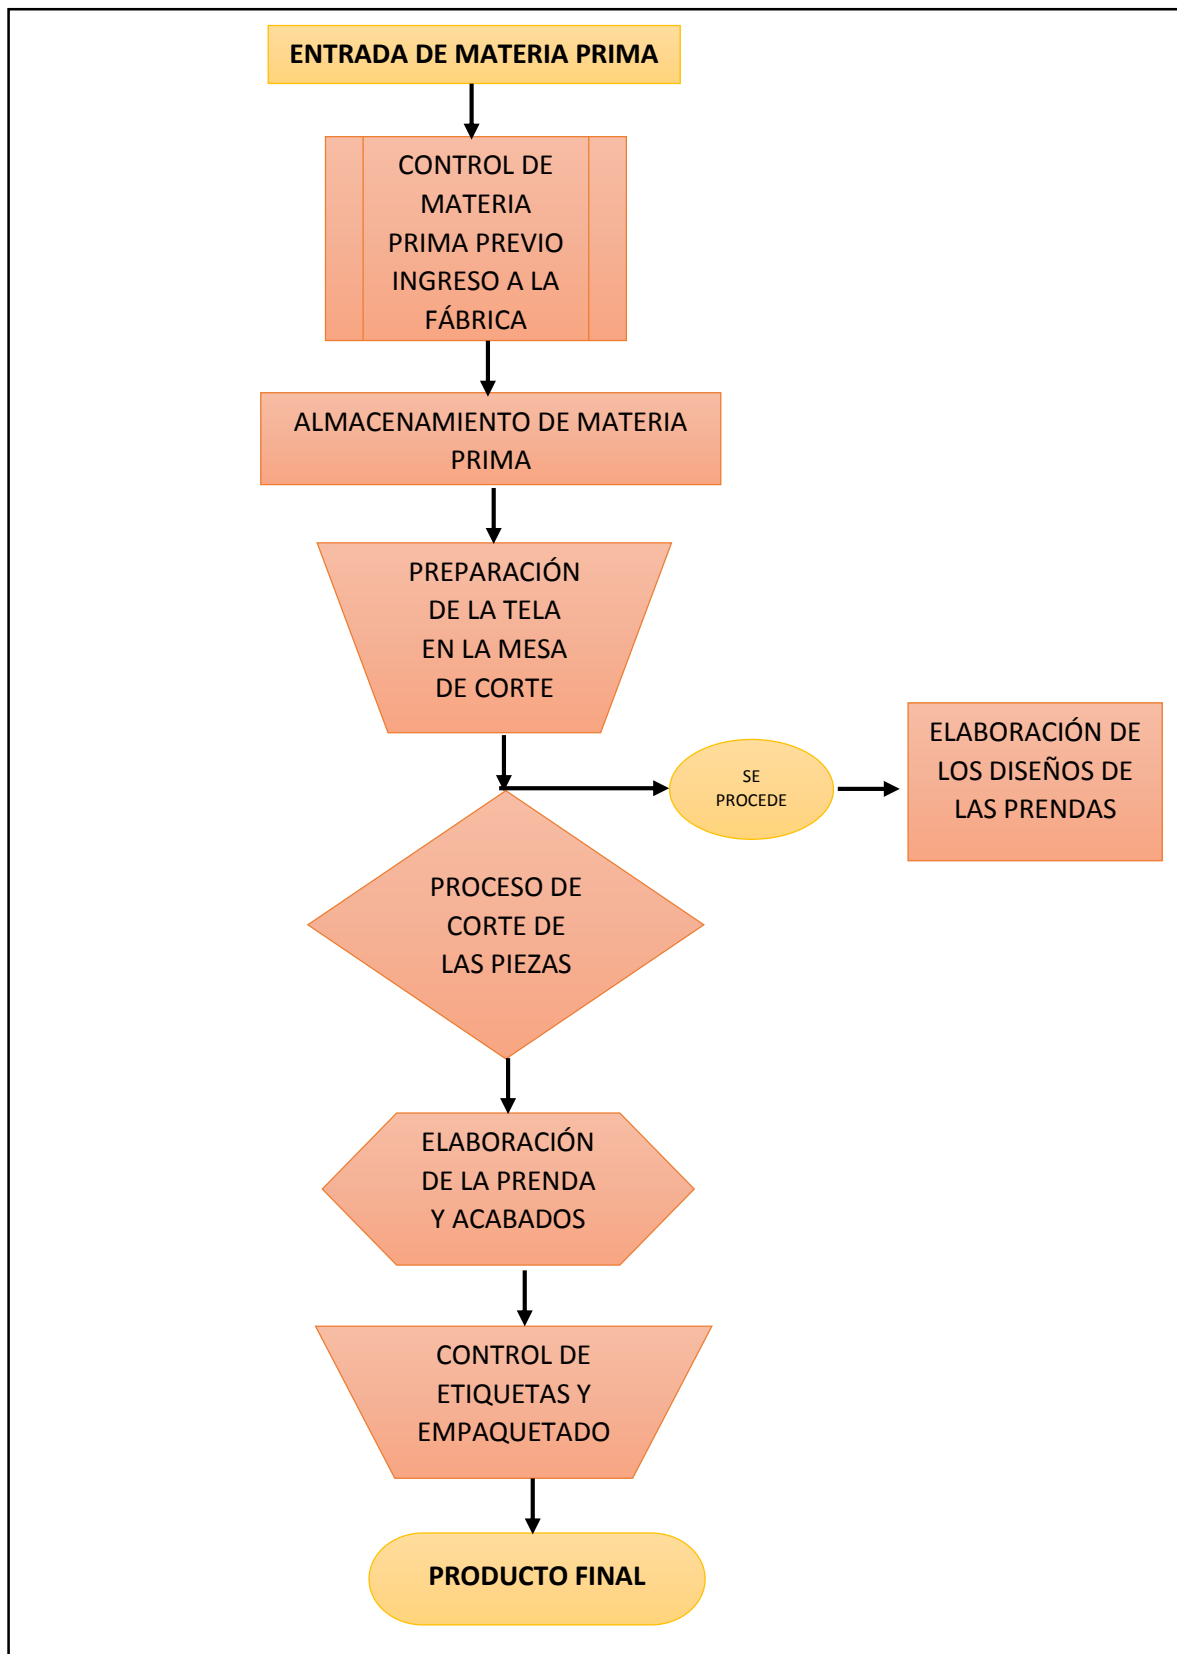 ENTRADA DE MATERIA PRIMA
CONTROL DE
MATERIA
PRIMA PREVIO
INGRESO A LA
FÁBRICA
ALMACENAMIENTO DE MATERIA
PRIMA
PREPARACIÓN
DE LA TELA
EN LA MESA
DE CORTE
SE
PROCEDE
ELABORACIÓN DE
LOS DISEÑOS DE
LAS PRENDAS
PROCESO DE
CORTE DE
LAS PIEZAS
ELABORACIÓN
DE LA PRENDA
Y ACABADOS
CONTROL DE
ETIQUETAS Y
EMPAQUETADO
PRODUCTO FINAL